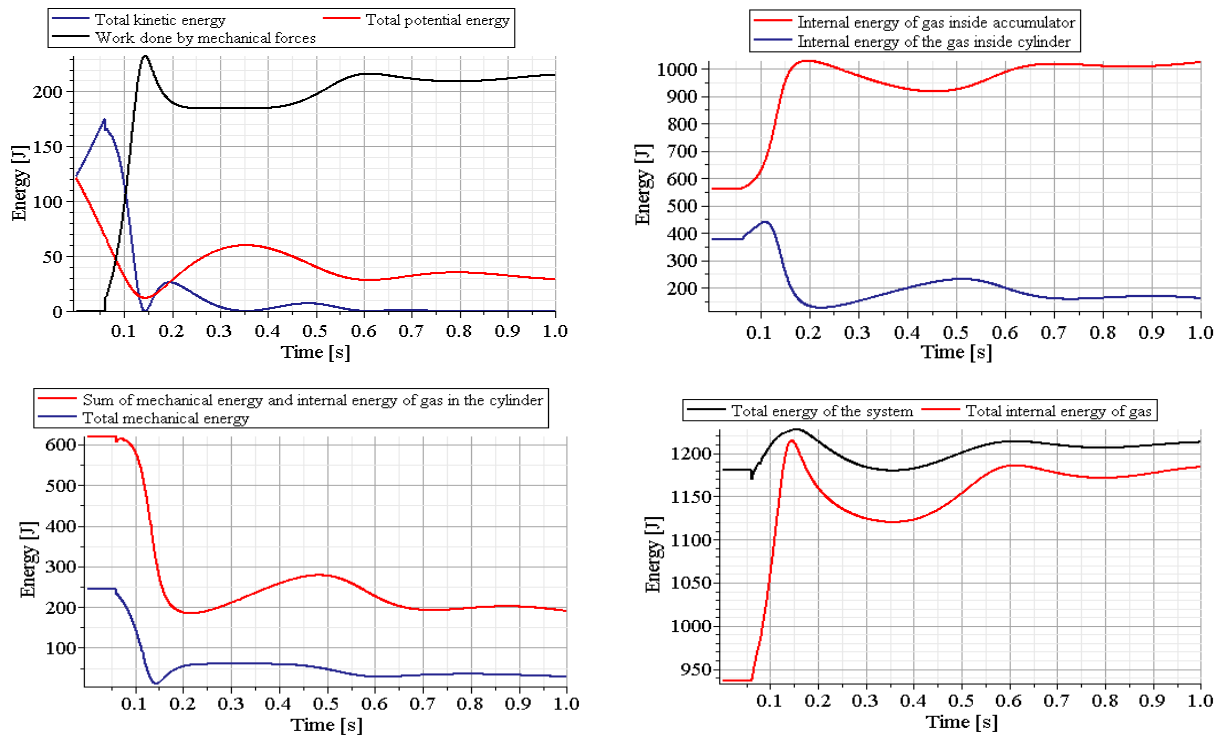 Total kinetic energy Total potential energy
Work done by mechanical forces
Energy [J]
200
150
100
50
0
0.1 0.2 0.3 0.4 0.5 0.6 0.7 0.8 0.9 1.0
Time [s]
Internal energy of gas inside accumulator
Internal energy of the gas inside cylinder
Energy [J]
1000
900
800
700
600
500
400
300
200
0.1 0.2 0.3 0.4 0.5 0.6 0.7 0.8 0.9 1.0
Time [s]
Sum of mechanical energy and internal energy of gas in the cylinder
Total mechanical energy
Energy [J]
600
500
400
300
200
100
0.1 0.2 0.3 0.4 0.5 0.6 0.7 0.8 0.9 1.0
Time [s]
Total energy of the system Total internal energy of gas
Energy [J]
1200
1150
1100
1050
1000
950
0.1 0.2 0.3 0.4 0.5 0.6 0.7 0.8 0.9 1.0
Time [s]